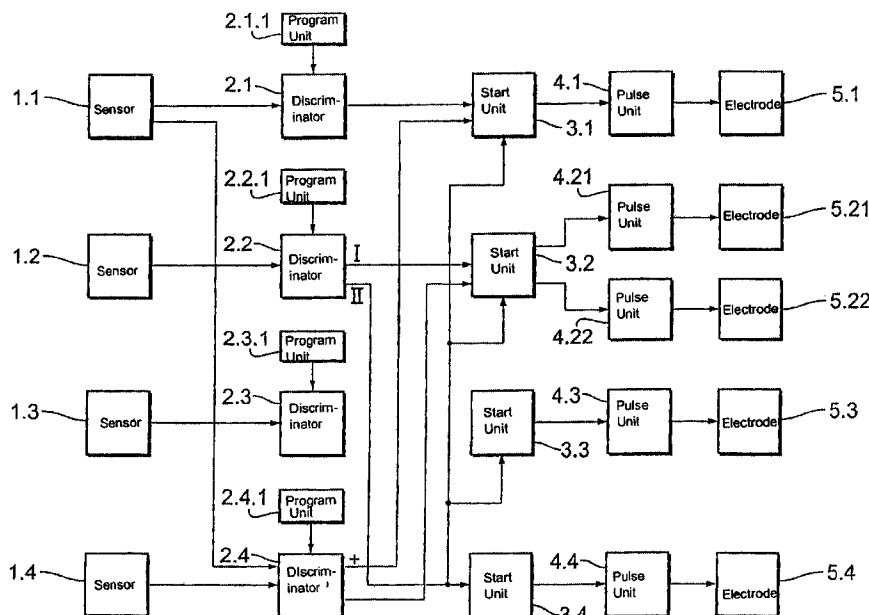 2.1.1
Program
Unit
1.1
Sensor
2.1
Discrim-
inator
Start
Unit
3.1
4.1
Pulse
Unit
Electrode
5.1
2.2.1
Program
Unit
1.2
Sensor
2.2
Discrim-
inator
I
II
Start
Unit
3.2
4.21
Pulse
Unit
Electrode
5.21
Pulse
Unit
4.22
Electrode
5.22
2.3.1
Program
Unit
1.3
Sensor
2.3
Discrim-
inator
Start
Unit
3.3
4.3
Pulse
Unit
Electrode
5.3
2.4.1
Program
Unit
1.4
Sensor
2.4
Discrim-
inator
+
Start
Unit
3.4
4.4
Pulse
Unit
Electrode
5.4